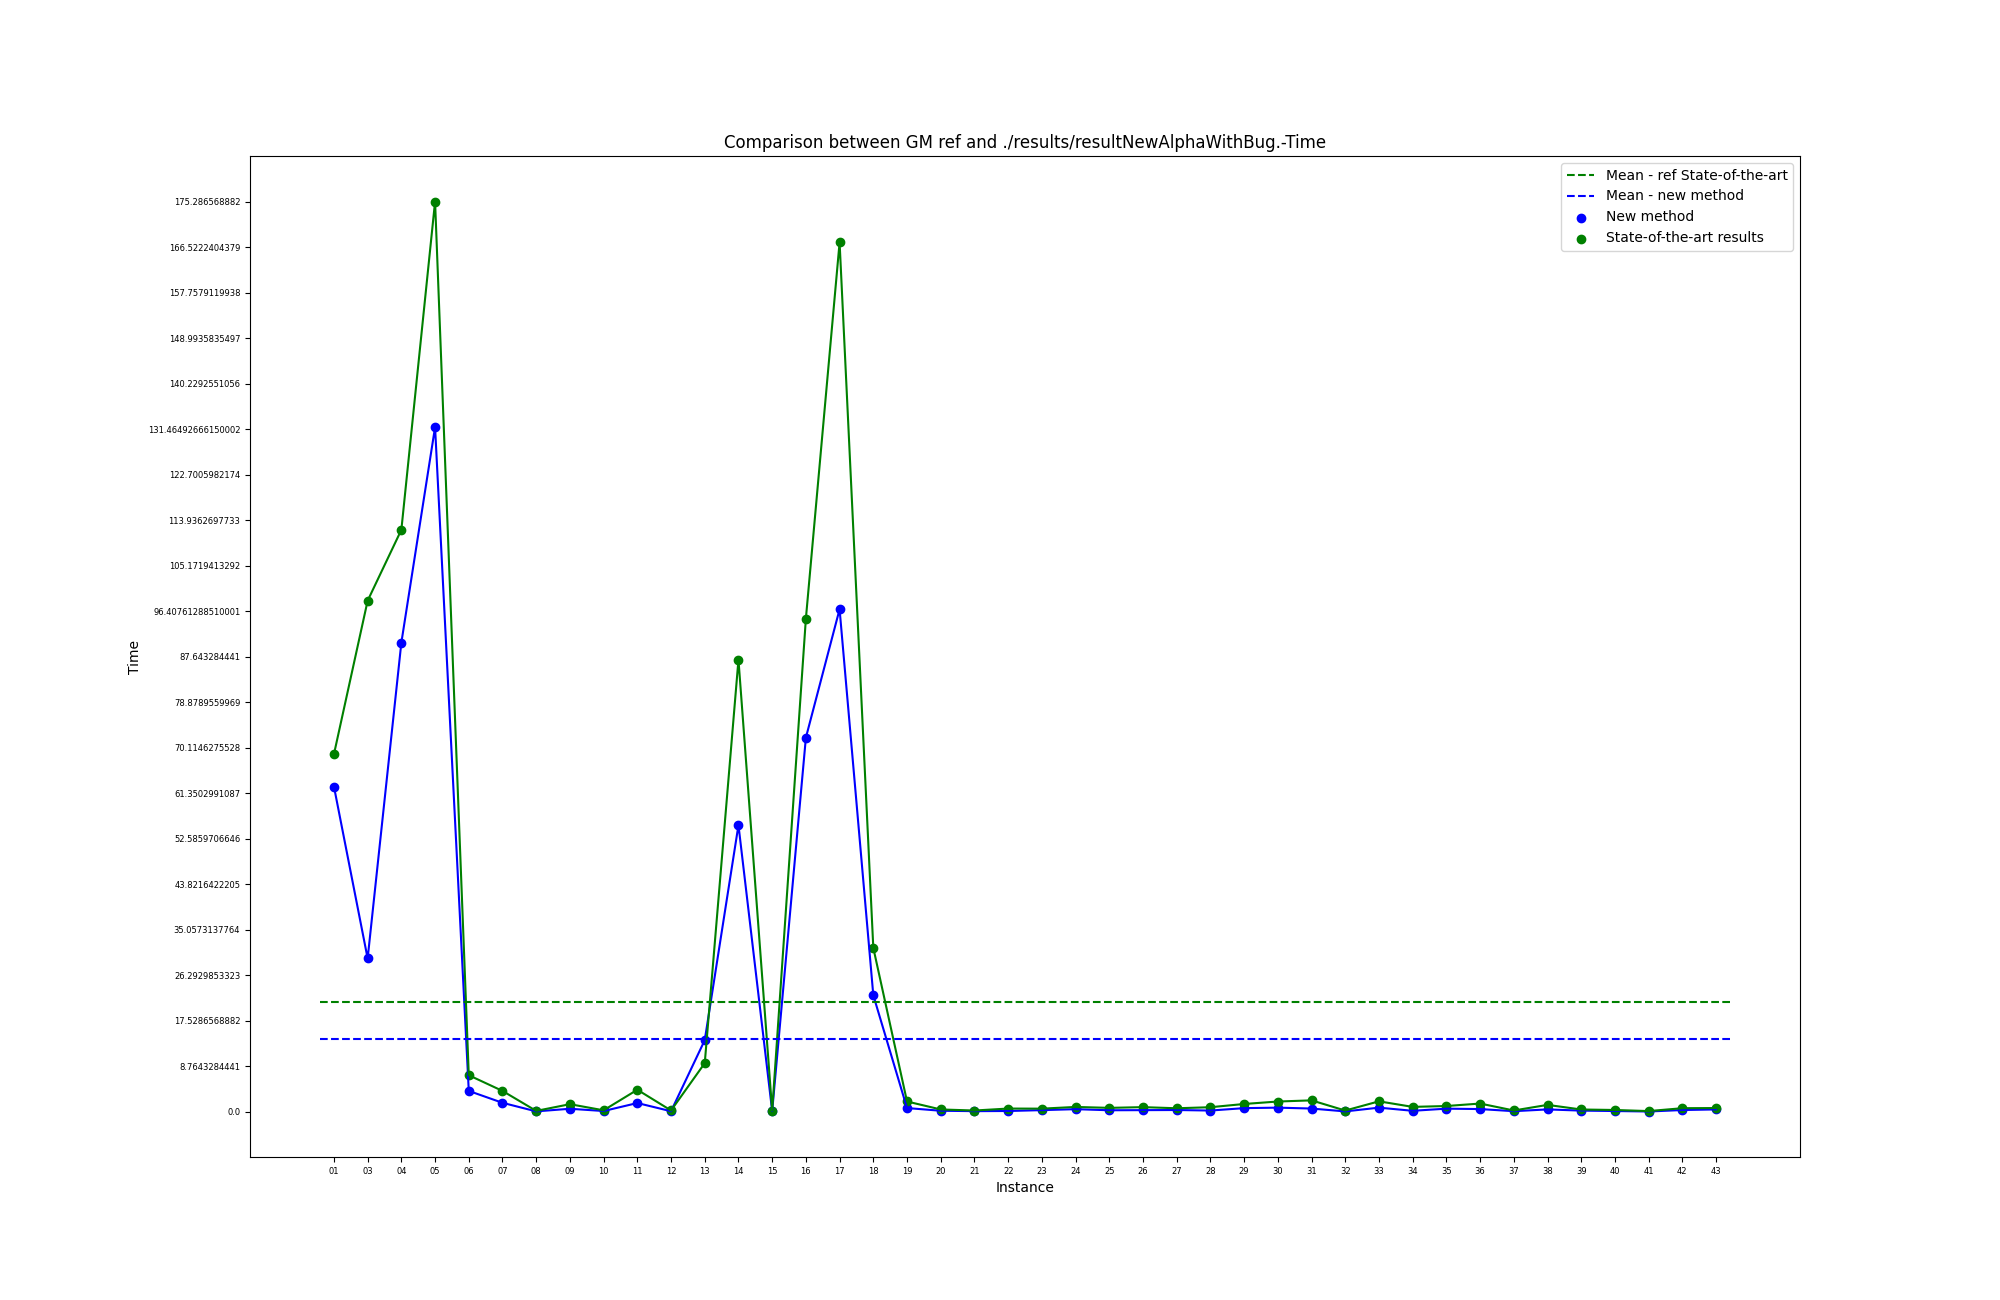 Comparison between GM ref and ./results/resultNewAlphaWithBug.-Time
Mean - ref State-of-the-art
Mean - new method
New method
State-of-the-art results
175.286568882
166.5222404379
157.7579119938
148.9935835497
140.2292551056
131.46492666150002
122.7005982174
113.9362697733
105.1719413292
96.40761288510001
87.643284441
78.8789559969
70.1146275528
61.3502991087
52.5859706646
43.8216422205
35.0573137764
26.2929853323
17.5286568882
8.7643284441
0.0
Time
01 03 04 05 06 07 08 09 10 11 12 13 14 15 16 17 18 19 20 21 22 23 24 25 26 27 28 29 30 31 32 33 34 35 36 37 38 39 40 41 42 43
Instance